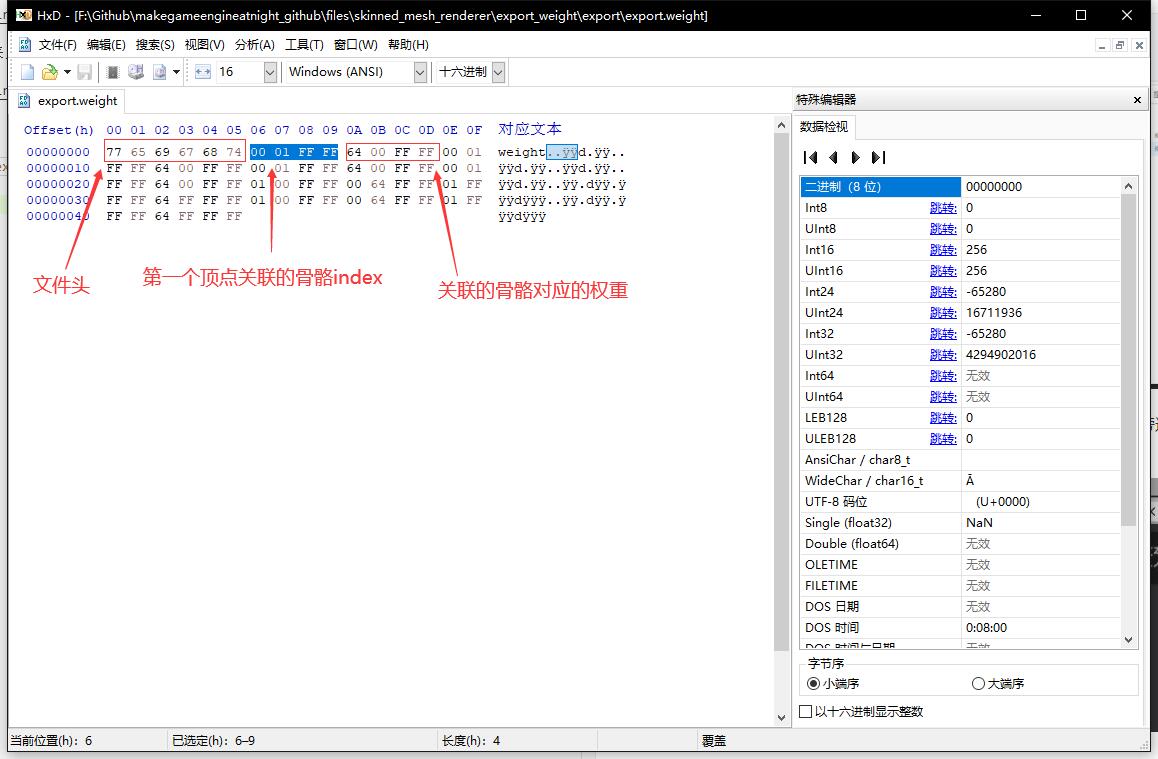 HxD - [F:\Github\makegameengineatnight_github\files\skinned_mesh_renderer\export_weight\export\export.weight]
文件(F) 编辑(E) 搜索(S) 视图(V) 分析(A) 工具(T) 窗口(W) 帮助(H)
16 Windows (ANSI) 十六进制
export.weight
Offset(h) 00 01 02 03 04 05 06 07 08 09 0A 0B 0C 0D 0E 0F 对应文本
00000000 77 65 69 67 68 74 00 01 FF FF 64 00 FF FF 00 01 weight..ÿÿd.ÿÿ..
00000010 FF FF 64 00 FF FF 00 01 FF FF 64 00 FF FF 00 01 ÿÿd.ÿÿ..ÿÿd.ÿÿ..
00000020 FF FF 64 00 FF FF 01 00 FF FF 00 64 FF FF 01 FF ÿÿd.ÿÿ..ÿÿ.dÿÿ.ÿ
00000030 FF FF 64 FF FF FF 01 00 FF FF 00 64 FF FF 01 FF ÿÿdÿÿÿ..ÿÿ.dÿÿ.ÿ
00000040 FF FF 64 FF FF FF ÿÿdÿÿÿ
文件头
第一个顶点关联的骨骼index
关联的骨骼对应的权重
特殊编辑器
数据检视
二进制（8 位） 00000000
Int8 跳转: 0
UInt8 跳转: 0
Int16 跳转: 256
UInt16 跳转: 256
Int24 跳转: -65280
UInt24 跳转: 16711936
Int32 跳转: -65280
UInt32 跳转: 4294902016
Int64 跳转: 无效
UInt64 跳转: 无效
LEB128 跳转: 0
ULEB128 跳转: 0
AnsiChar / char8_t
WideChar / char16_t Ā
UTF-8 码位 (U+0000)
Single (float32) NaN
Double (float64) 无效
OLETIME 无效
FILETIME 无效
DOS 日期 无效
DOS 时间 0:08:00
DOS 时间与日期 无效
字节序
小端序 大端序
以十六进制显示整数
当前位置(h): 6 已选定(h): 6-9 长度(h): 4 覆盖